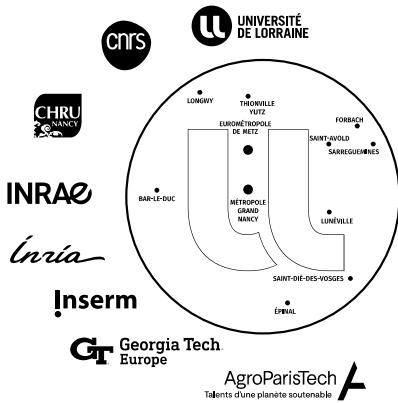 cnrs
UNIVERSITÉ
DE LORRAINE
CHRU
NANCY
INRAE
Inria
Inserm
GT Georgia Tech
Europe
AgroParisTech
Talents d'une planète soutenable
LONGWY
THIONVILLE
YUTZ
EUROMÉTROPOLE
DE METZ
FORBACH
SAINT-AVOLD
SARREGUEMINES
BAR-LE-DUC
MÉTROPOLE
GRAND
NANCY
LUNÉVILLE
SAINT-DIÉ-DES-VOSGES
ÉPINAL